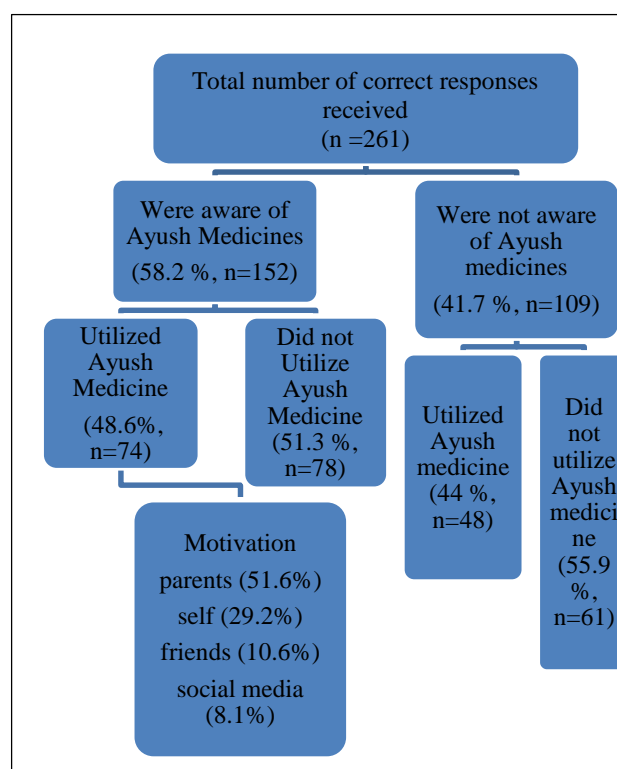 Total number of correct responses
received
(n =261)
Were aware of
Ayush Medicines
(58.2 %, n=152)
Were not aware
of Ayush
medicines
(41.7 %, n=109)
Utilized
Ayush
Medicine
(48.6%,
n=74)
Did not
Utilize
Ayush
Medicine
(51.3 %,
n=78)
Utilized
Ayush
medicine
(44 %,
n=48)
Did
not
utilize
Ayush
medici
ne
(55.9
%,
n=61)
Motivation
parents (51.6%)
self (29.2%)
friends (10.6%)
social media
(8.1%)